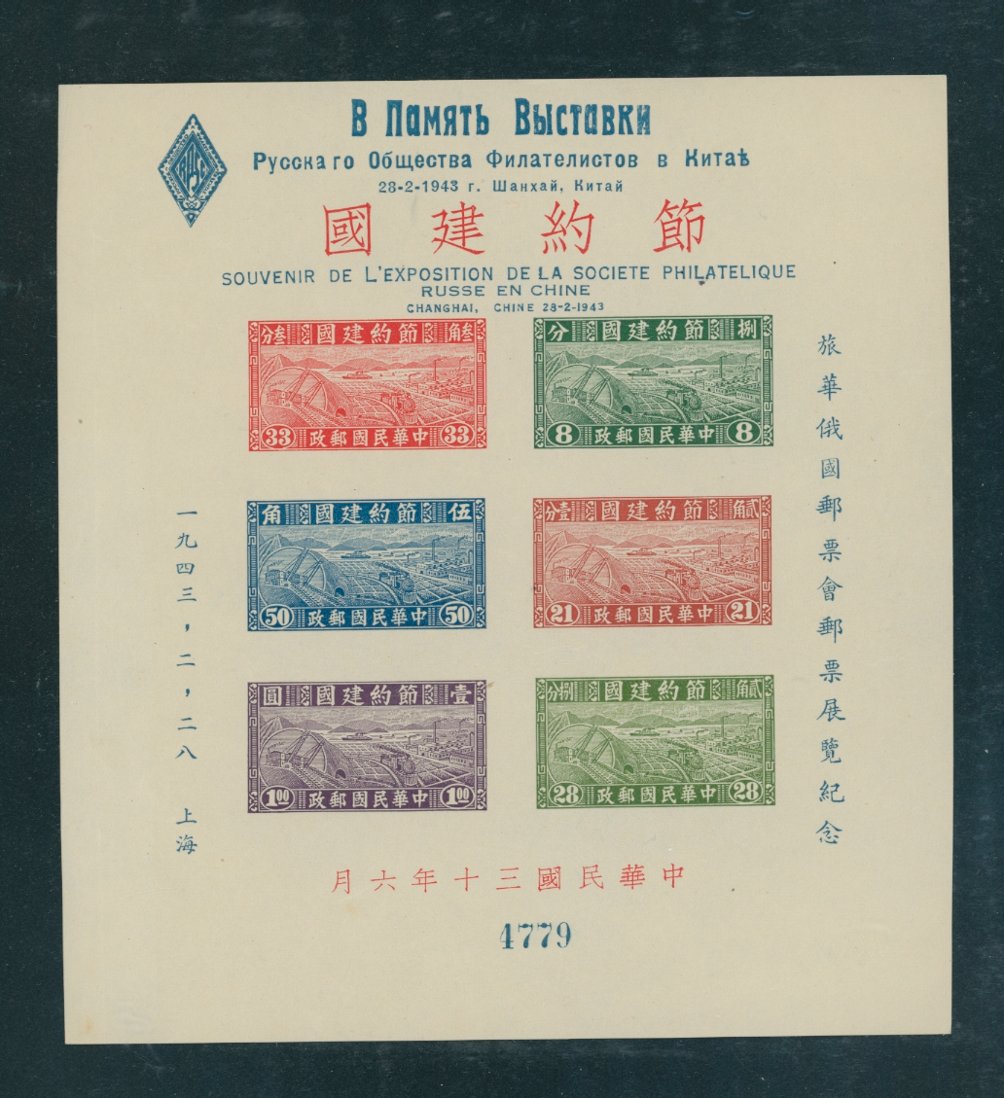 В Память Выставки
Русскаго Общества Филателистов в Китаѣ
28-2-1943 г. Шанхай, Китай
節約建國
SOUVENIR DE L'EXPOSITION DE LA SOCIETE PHILATELIQUE
RUSSE EN CHINE
CHANGHAI, CHINE 28-2-1943
叁角 節約建國 叁分
33 中華民國郵政 33
捌 節約建國 分
8 中華民國郵政 8
伍 節約建國 角
50 中華民國郵政 50
貳角 節約建國 壹分
21 中華民國郵政 21
壹 節約建國 圓
1.00 中華民國郵政 1.00
貳角 節約建國 捌分
28 中華民國郵政 28
旅華俄國郵票會郵票展覽紀念
一九四三,二,二八 上海
中華民國三十年六月
4779